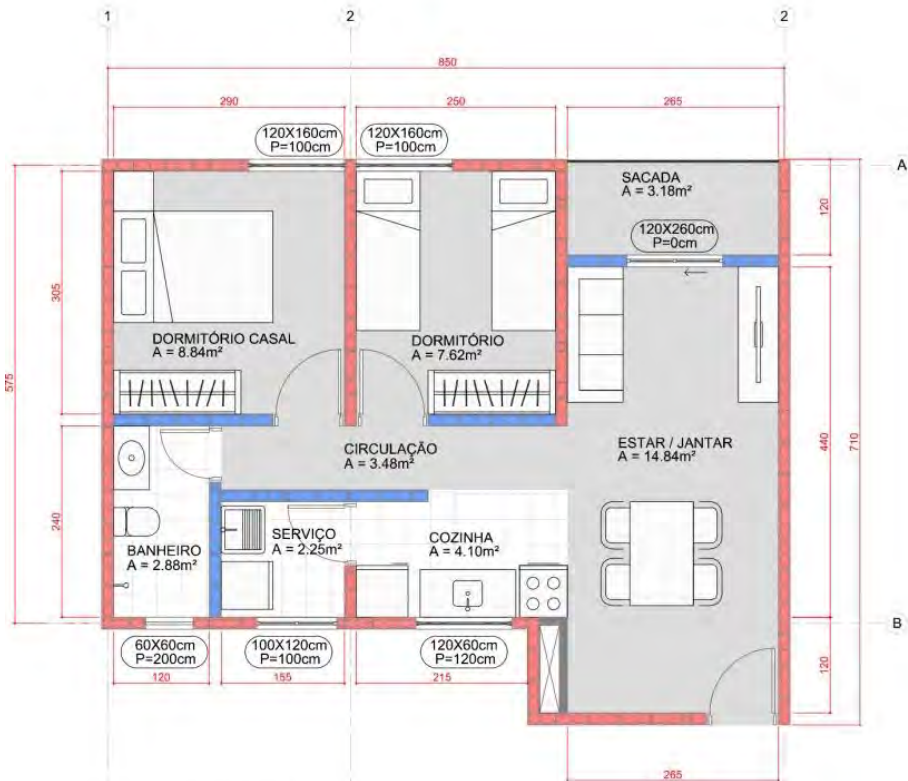 1
2
2
850
290
250
265
120X160cm
P=100cm
120X160cm
P=100cm
A
SACADA
A = 3.18m²
120
120X260cm
P=0cm
305
575
DORMITÓRIO CASAL
A = 8.84m²
DORMITÓRIO
A = 7.62m²
CIRCULAÇÃO
A = 3.48m²
ESTAR / JANTAR
A = 14.84m²
440
710
240
BANHEIRO
A = 2.88m²
SERVIÇO
A = 2.25m²
COZINHA
A = 4.10m²
B
60X60cm
P=200cm
100X120cm
P=100cm
120X60cm
P=120cm
120
155
215
120
265